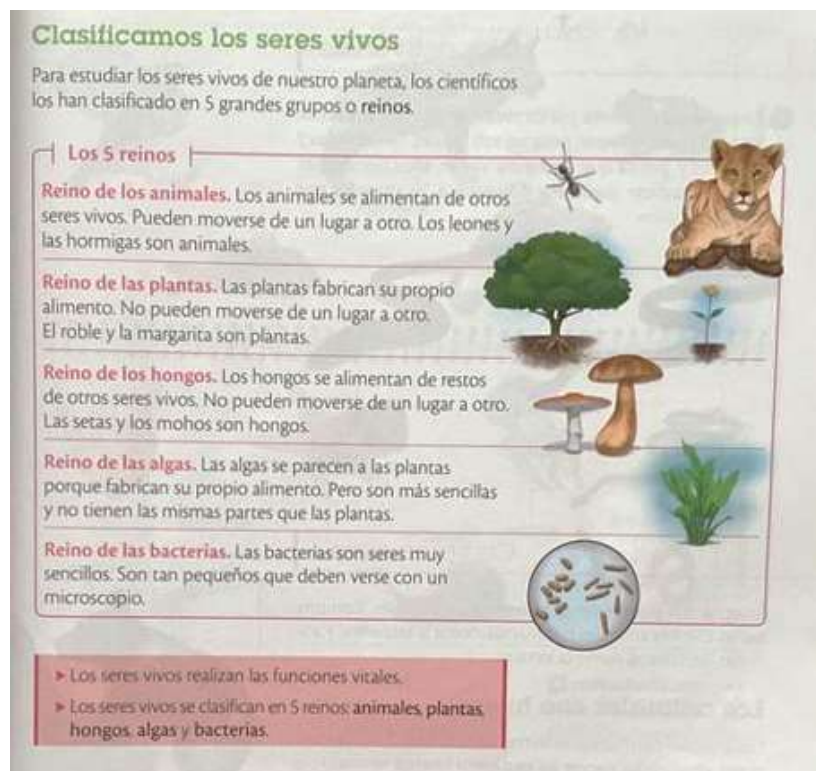 Clasificamos los seres vivos
Para estudiar los seres vivos de nuestro planeta, los científicos
los han clasificado en 5 grandes grupos o reinos.
Los 5 reinos
Reino de los animales. Los animales se alimentan de otros
seres vivos. Pueden moverse de un lugar a otro. Los leones y
las hormigas son animales.
Reino de las plantas. Las plantas fabrican su propio
alimento. No pueden moverse de un lugar a otro.
El roble y la margarita son plantas.
Reino de los hongos. Los hongos se alimentan de restos
de otros seres vivos. No pueden moverse de un lugar a otro.
Las setas y los mohos son hongos.
Reino de las algas. Las algas se parecen a las plantas
porque fabrican su propio alimento. Pero son más sencillas
y no tienen las mismas partes que las plantas.
Reino de las bacterias. Las bacterias son seres muy
sencillos. Son tan pequeños que deben verse con un
microscopio.
▸ Los seres vivos realizan las funciones vitales.
▸ Los seres vivos se clasifican en 5 reinos: animales, plantas,
hongos, algas y bacterias.